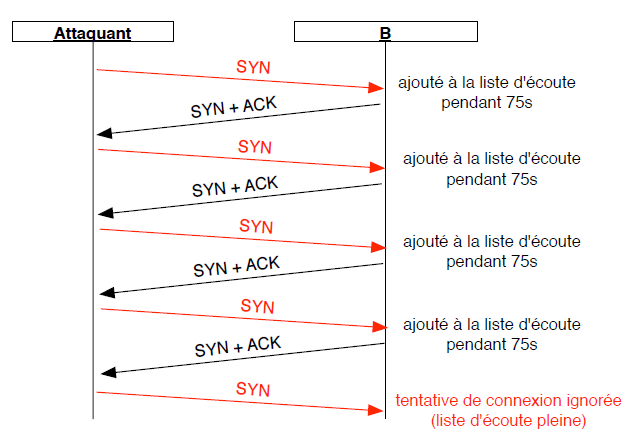 Attaquant
B
SYN
ajouté à la liste d'écoute
pendant 75s
SYN + ACK
SYN
ajouté à la liste d'écoute
pendant 75s
SYN + ACK
SYN
ajouté à la liste d'écoute
pendant 75s
SYN + ACK
SYN
ajouté à la liste d'écoute
pendant 75s
SYN + ACK
SYN
tentative de connexion ignorée
(liste d'écoute pleine)